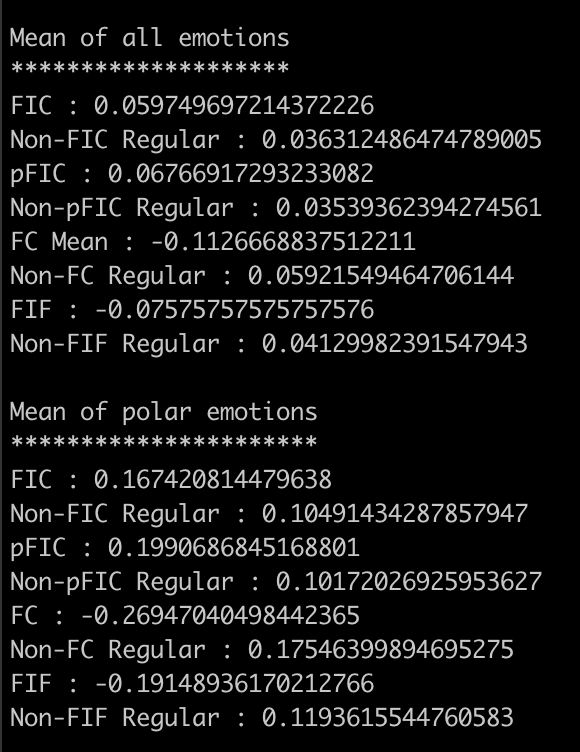 Mean of all emotions
********************
FIC : 0.059749697214372226
Non-FIC Regular : 0.036312486474789005
pFIC : 0.06766917293233082
Non-pFIC Regular : 0.03539362394274561
FC Mean : -0.1126668837512211
Non-FC Regular : 0.05921549464706144
FIF : -0.07575757575757576
Non-FIF Regular : 0.04129982391547943

Mean of polar emotions
**********************
FIC : 0.167420814479638
Non-FIC Regular : 0.10491434287857947
pFIC : 0.1990686845168801
Non-pFIC Regular : 0.10172026925953627
FC : -0.26947040498442365
Non-FC Regular : 0.17546399894695275
FIF : -0.19148936170212766
Non-FIF Regular : 0.1193615544760583